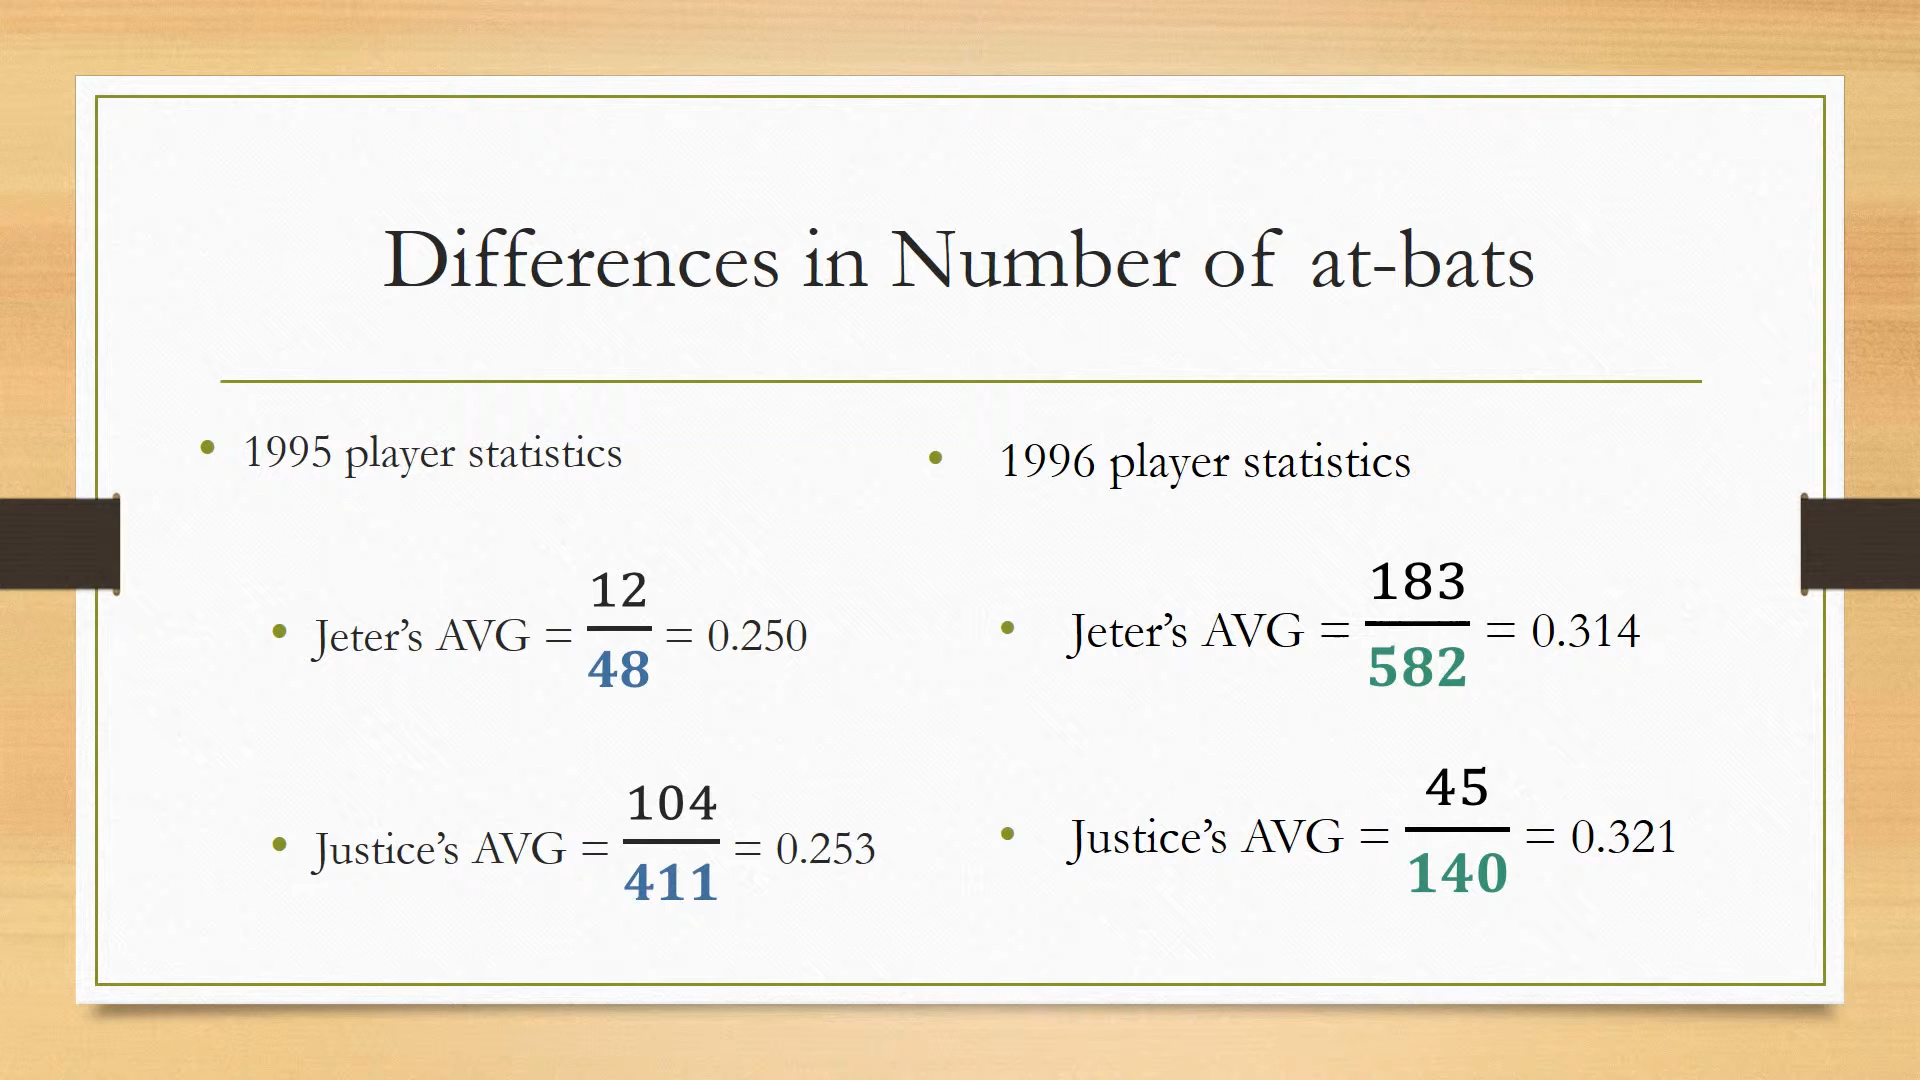 Differences in Number of at-bats
• 1995 player statistics
• Jeter’s AVG = 12/48 = 0.250
• Justice’s AVG = 104/411 = 0.253
• 1996 player statistics
• Jeter’s AVG = 183/582 = 0.314
• Justice’s AVG = 45/140 = 0.321